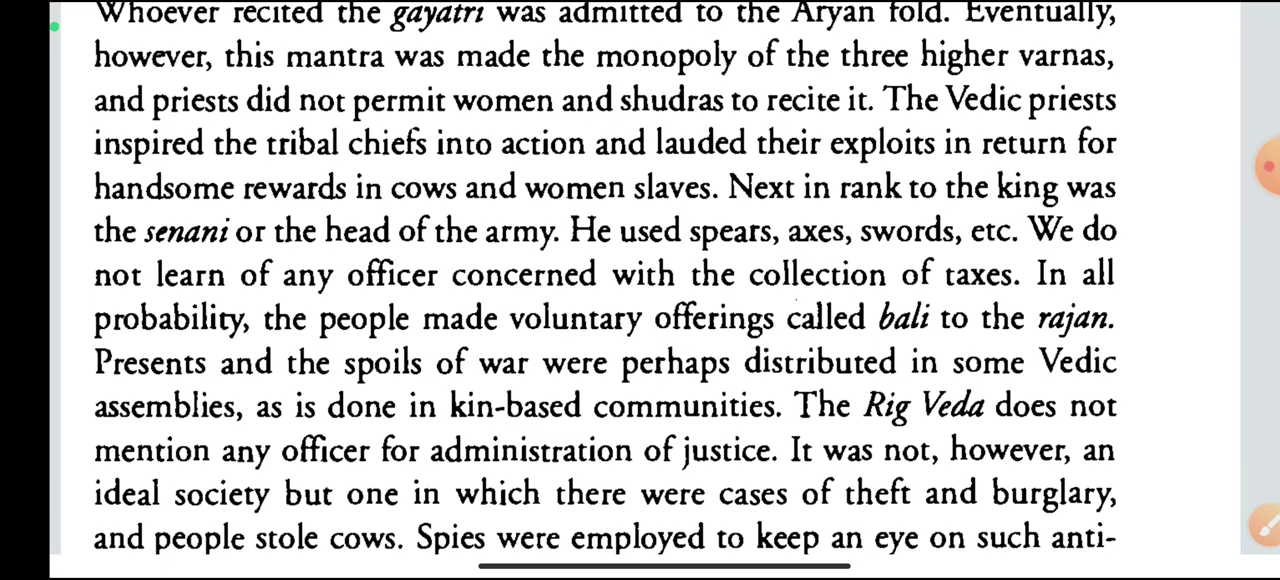 Whoever recited the gayatri was admitted to the Aryan fold. Eventually,
however, this mantra was made the monopoly of the three higher varnas,
and priests did not permit women and shudras to recite it. The Vedic priests
inspired the tribal chiefs into action and lauded their exploits in return for
handsome rewards in cows and women slaves. Next in rank to the king was
the senani or the head of the army. He used spears, axes, swords, etc. We do
not learn of any officer concerned with the collection of taxes. In all
probability, the people made voluntary offerings called bali to the rajan.
Presents and the spoils of war were perhaps distributed in some Vedic
assemblies, as is done in kin-based communities. The Rig Veda does not
mention any officer for administration of justice. It was not, however, an
ideal society but one in which there were cases of theft and burglary,
and people stole cows. Spies were employed to keep an eye on such anti-